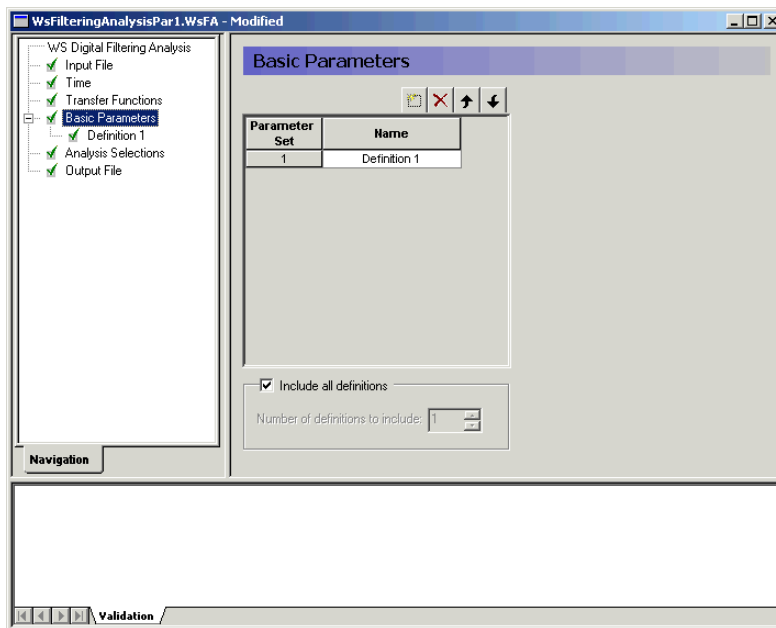 WsFilteringAnalysisPar1.WsFA - Modified
WS Digital Filtering Analysis
Input File
Time
Transfer Functions
Basic Parameters
Definition 1
Analysis Selections
Output File
Navigation
Basic Parameters
Parameter Set
Name
1
Definition 1
Include all definitions
Number of definitions to include:
1
Validation